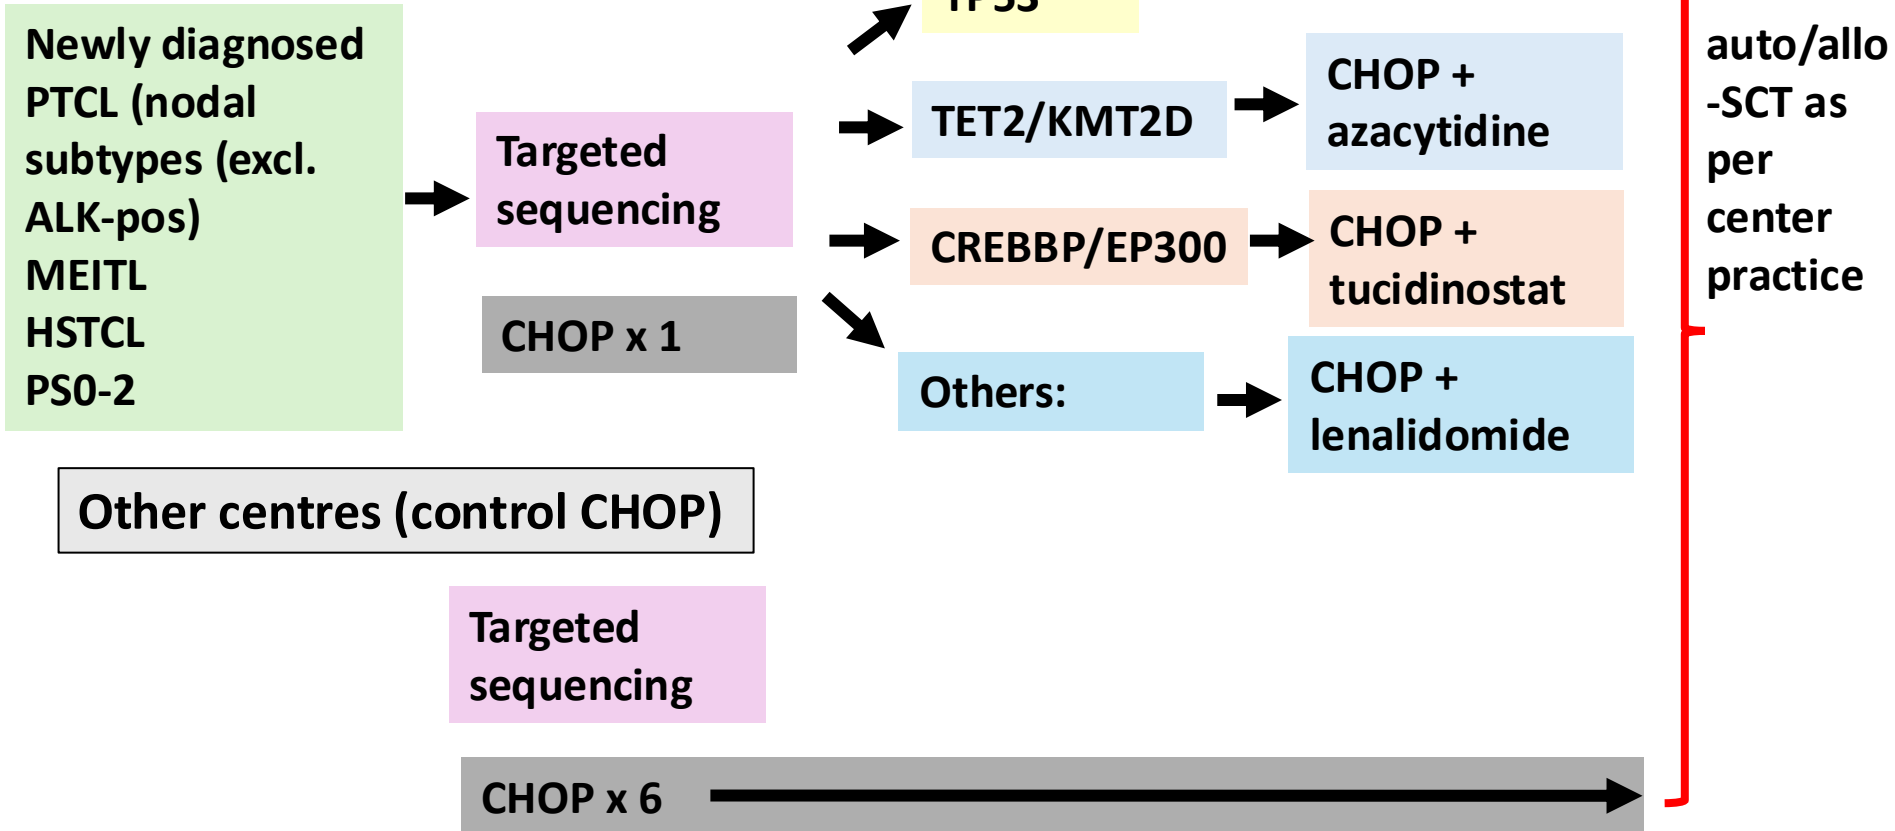 Newly diagnosed
PTCL (nodal
subtypes (excl.
ALK-pos)
MEITL
HSTCL
PS0-2
Targeted
sequencing
CHOP x 1
TP53
TET2/KMT2D
CHOP +
azacytidine
CREBBP/EP300
CHOP +
tucidinostat
Others:
CHOP +
lenalidomide
auto/allo
-SCT as
per
center
practice
Other centres (control CHOP)
Targeted
sequencing
CHOP x 6